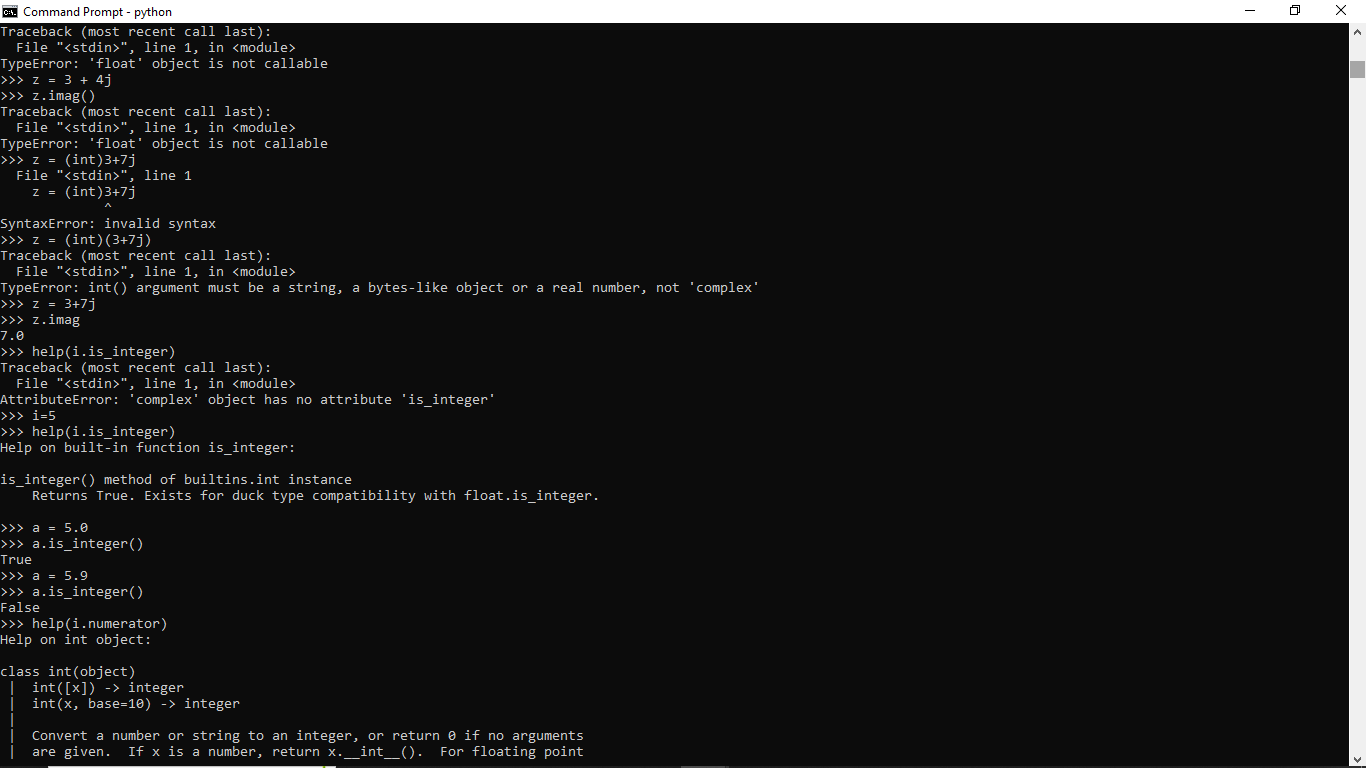 Command Prompt - python
Traceback (most recent call last):
  File "<stdin>", line 1, in <module>
TypeError: 'float' object is not callable
>>> z = 3 + 4j
>>> z.imag()
Traceback (most recent call last):
  File "<stdin>", line 1, in <module>
TypeError: 'float' object is not callable
>>> z = (int)3+7j
  File "<stdin>", line 1
    z = (int)3+7j
             ^
SyntaxError: invalid syntax
>>> z = (int)(3+7j)
Traceback (most recent call last):
  File "<stdin>", line 1, in <module>
TypeError: int() argument must be a string, a bytes-like object or a real number, not 'complex'
>>> z = 3+7j
>>> z.imag
7.0
>>> help(i.is_integer)
Traceback (most recent call last):
  File "<stdin>", line 1, in <module>
AttributeError: 'complex' object has no attribute 'is_integer'
>>> i=5
>>> help(i.is_integer)
Help on built-in function is_integer:

is_integer() method of builtins.int instance
    Returns True. Exists for duck type compatibility with float.is_integer.

>>> a = 5.0
>>> a.is_integer()
True
>>> a = 5.9
>>> a.is_integer()
False
>>> help(i.numerator)
Help on int object:

class int(object)
 |  int([x]) -> integer
 |  int(x, base=10) -> integer
 |
 |  Convert a number or string to an integer, or return 0 if no arguments
 |  are given.  If x is a number, return x.__int__().  For floating point